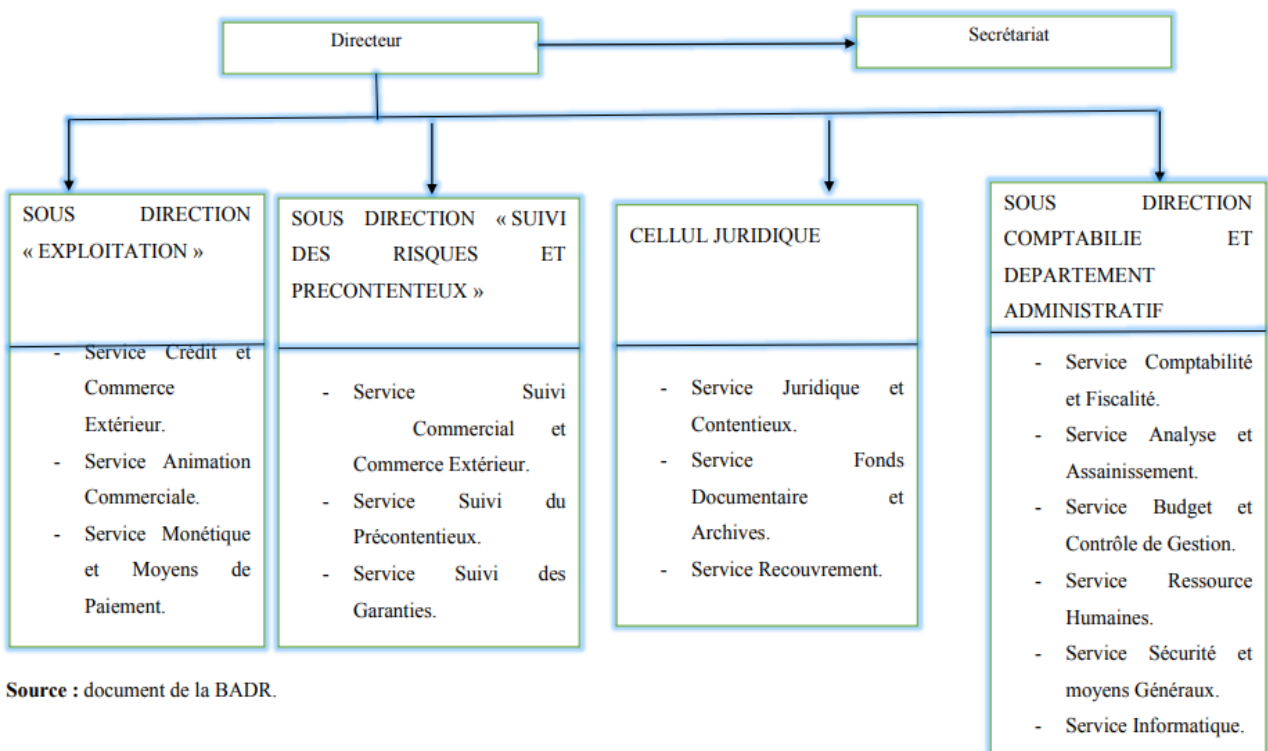 Directeur
Secrétariat
SOUS DIRECTION
« EXPLOITATION »
- Service Crédit et
Commerce
Extérieur.
- Service Animation
Commerciale.
- Service Monétique
et Moyens de
Paiement.
SOUS DIRECTION « SUIVI
DES RISQUES ET
PRECONTENTEUX »
- Service Suivi
Commercial et
Commerce Extérieur.
- Service Suivi du
Précontentieux.
- Service Suivi des
Garanties.
CELLUL JURIDIQUE
- Service Juridique et
Contentieux.
- Service Fonds
Documentaire et
Archives.
- Service Recouvrement.
SOUS DIRECTION
COMPTABILIE ET
DEPARTEMENT
ADMINISTRATIF
- Service Comptabilité
et Fiscalité.
- Service Analyse et
Assainissement.
- Service Budget et
Contrôle de Gestion.
- Service Ressource
Humaines.
- Service Sécurité et
moyens Généraux.
- Service Informatique.
Source : document de la BADR.